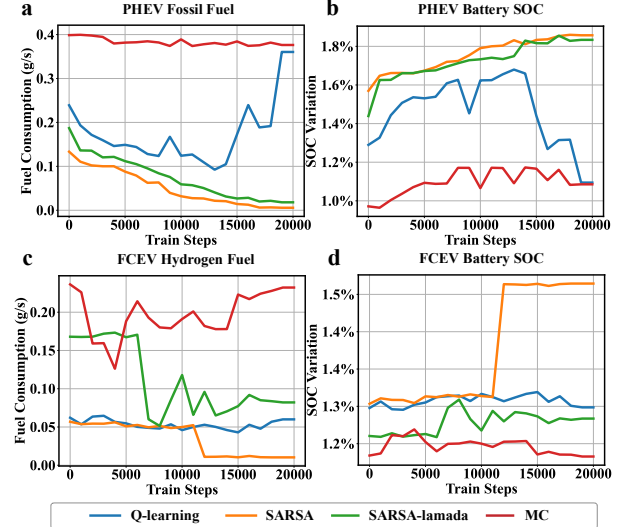 a PHEV Fossil Fuel
0.4
0.3
0.2
0.1
0.0
Fuel Consumption (g/s)
0 5000 10000 15000 20000
Train Steps
b PHEV Battery SOC
1.8%
1.6%
1.4%
1.2%
1.0%
SOC Variation
0 5000 10000 15000 20000
Train Steps
c FCEV Hydrogen Fuel
0.20
0.15
0.10
0.05
0.00
Fuel Consumption (g/s)
0 5000 10000 15000 20000
Train Steps
d FCEV Battery SOC
1.5%
1.4%
1.4%
1.3%
1.2%
SOC Variation
0 5000 10000 15000 20000
Train Steps
Q-learning SARSA SARSA-lamada MC